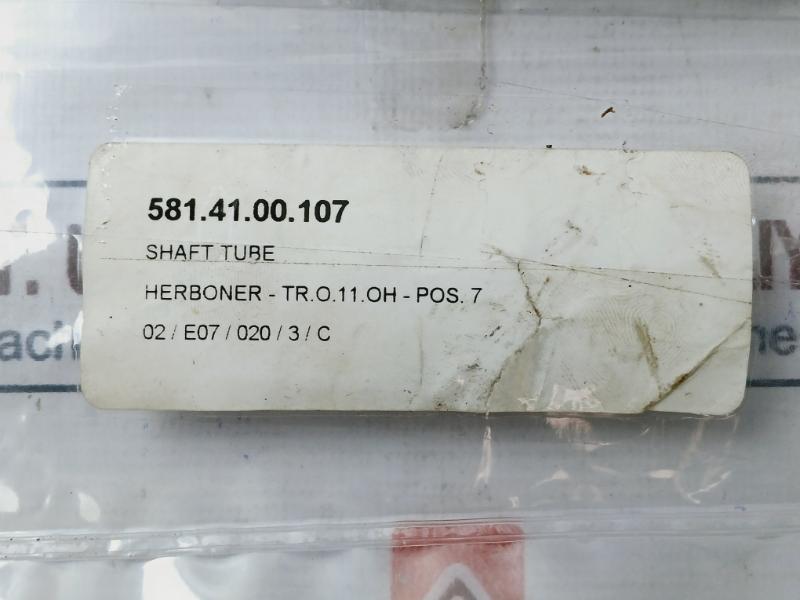 581.41.00.107
SHAFT TUBE
HERBONER - TR.O.11.OH - POS. 7
02 / E07 / 020 / 3 / C